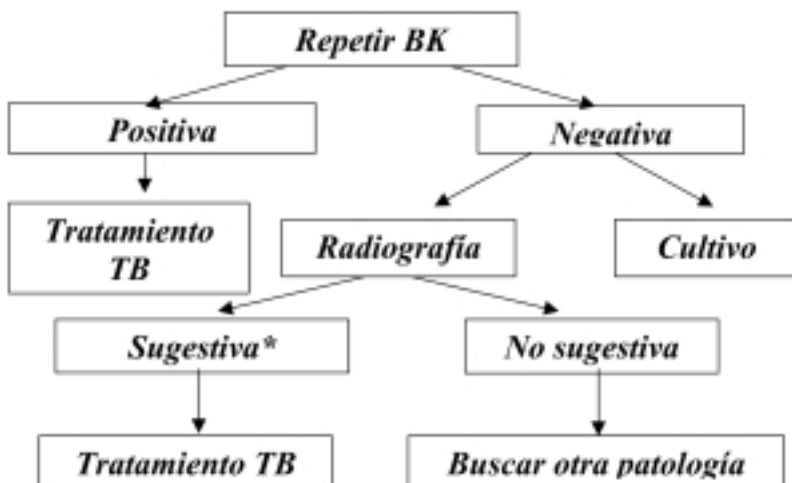 Repetir BK
Positiva
Negativa
Tratamiento
TB
Radiografía
Cultivo
Sugestiva*
No sugestiva
Tratamiento TB
Buscar otra patología